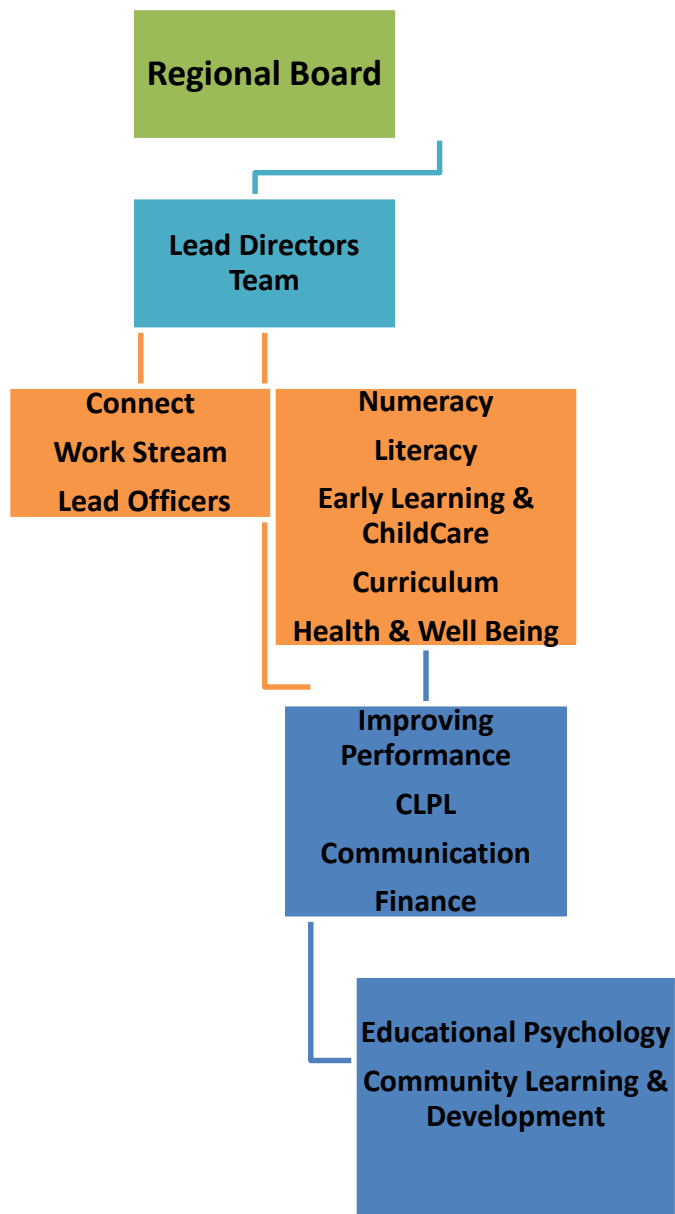 Regional Board
Lead Directors
Team
Connect
Work Stream
Lead Officers
Numeracy
Literacy
Early Learning &
ChildCare
Curriculum
Health & Well Being
Improving
Performance
CLPL
Communication
Finance
Educational Psychology
Community Learning &
Development